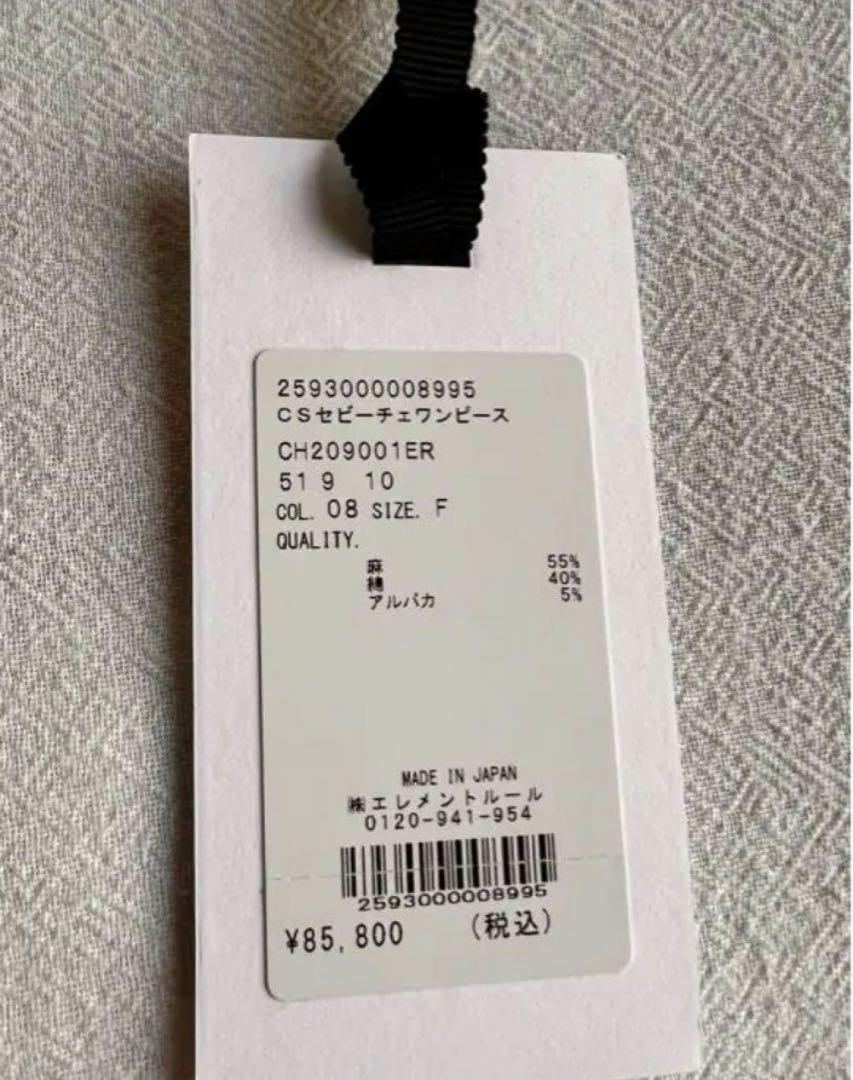 2593000008995
CSセビーチェワンピース
CH209001ER
51 9 10
COL. 08 SIZE. F
QUALITY.
麻 55%
綿 40%
アルパカ 5%
MADE IN JAPAN
㈱エレメントルール
0120-941-954
2593000008995
¥85,800 (税込)